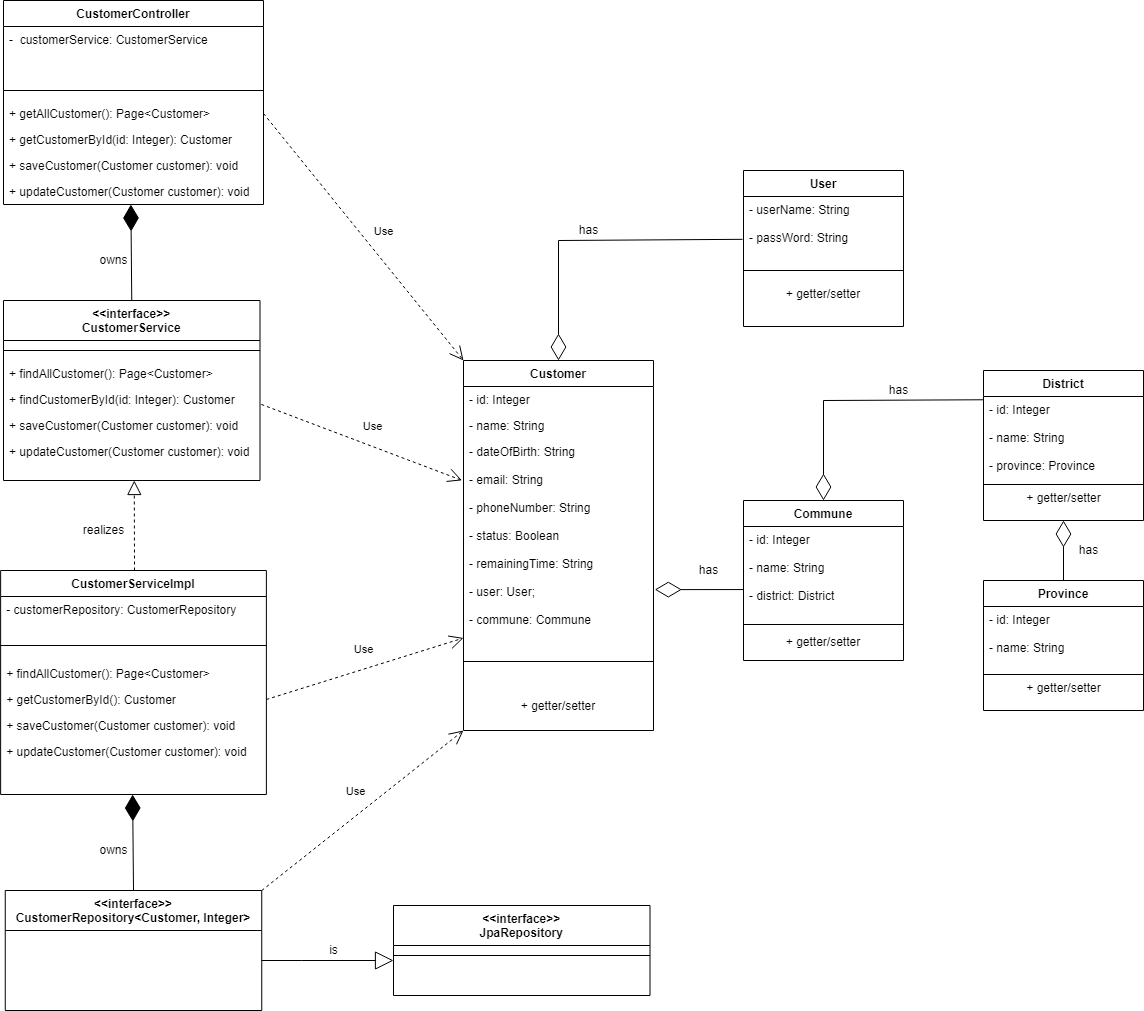 CustomerController
- customerService: CustomerService
+ getAllCustomer(): Page<Customer>
+ getCustomerById(id: Integer): Customer
+ saveCustomer(Customer customer): void
+ updateCustomer(Customer customer): void
owns
<<interface>>
CustomerService
+ findAllCustomer(): Page<Customer>
+ findCustomerById(id: Integer): Customer
+ saveCustomer(Customer customer): void
+ updateCustomer(Customer customer): void
realizes
CustomerServiceImpl
- customerRepository: CustomerRepository
+ findAllCustomer(): Page<Customer>
+ getCustomerById(): Customer
+ saveCustomer(Customer customer): void
+ updateCustomer(Customer customer): void
owns
<<interface>>
CustomerRepository<Customer, Integer>
is
<<interface>>
JpaRepository
Use
Use
Use
Use
Customer
- id: Integer
- name: String
- dateOfBirth: String
- email: String
- phoneNumber: String
- status: Boolean
- remainingTime: String
- user: User;
- commune: Commune
+ getter/setter
has
User
- userName: String
- passWord: String
+ getter/setter
has
Commune
- id: Integer
- name: String
- district: District
+ getter/setter
has
District
- id: Integer
- name: String
- province: Province
+ getter/setter
has
Province
- id: Integer
- name: String
+ getter/setter